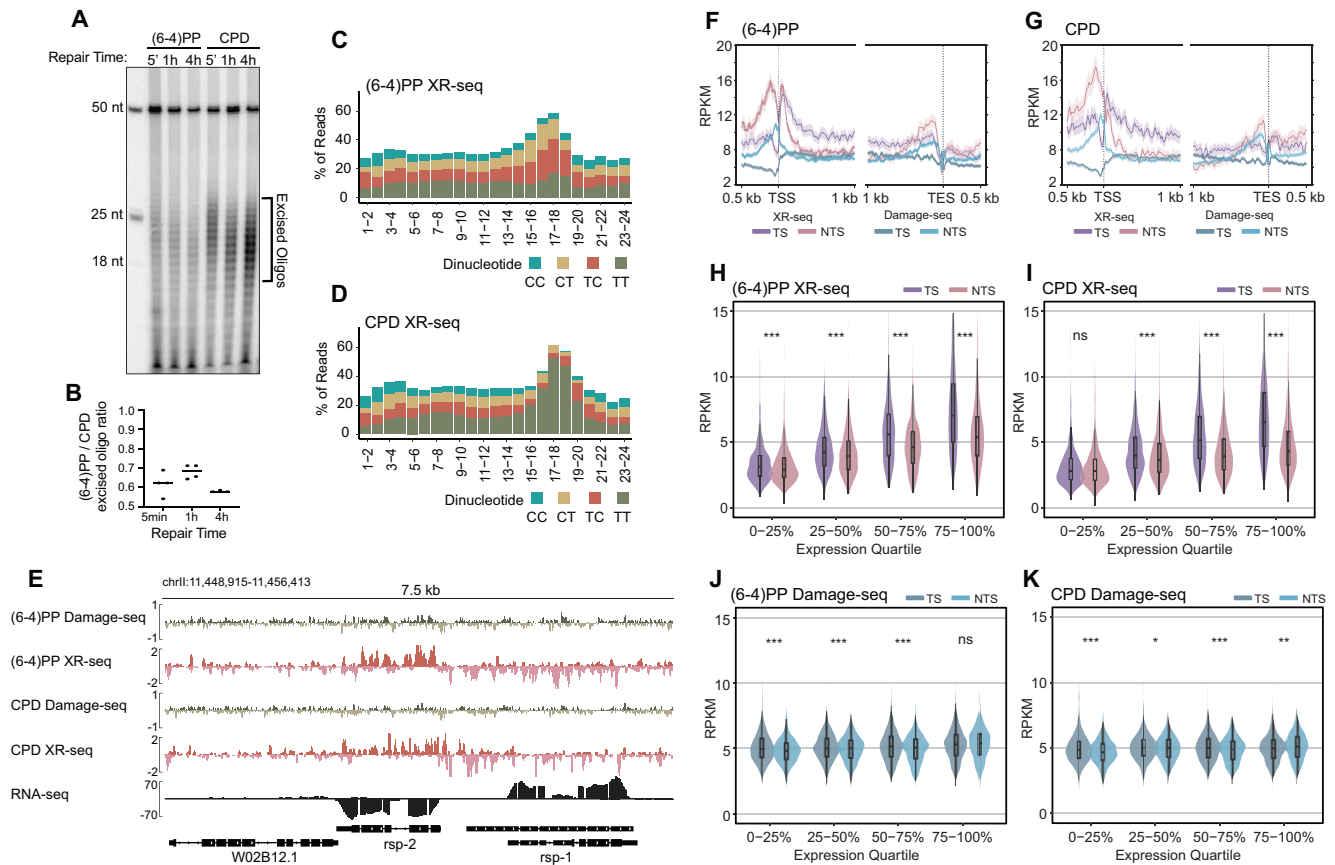 A
(6-4)PP CPD
Repair Time: 5' 1h 4h 5' 1h 4h
50 nt
25 nt
18 nt
Excised Oligos
B
(6-4)PP / CPD
excised oligo ratio
1.0
0.9
0.8
0.7
0.6
0.5
5min 1h 4h
Repair Time
C
(6-4)PP XR-seq
% of Reads
60
40
20
0
1−2 3−4 5−6 7−8 9−10 11−12 13−14 15−16 17−18 19−20 21−22 23−24
Dinucleotide
CC CT TC TT
D
CPD XR-seq
% of Reads
60
40
20
0
1−2 3−4 5−6 7−8 9−10 11−12 13−14 15−16 17−18 19−20 21−22 23−24
Dinucleotide
CC CT TC TT
E
chrII:11,448,915-11,456,413
7.5 kb
(6-4)PP Damage-seq
1
-1
(6-4)PP XR-seq
2
-2
CPD Damage-seq
1
-1
CPD XR-seq
2
-2
RNA-seq
70
-70
W02B12.1 rsp-2 rsp-1
F
(6-4)PP
RPKM
20
16
12
8
4
2
0.5 kb TSS 1 kb 1 kb TES 0.5 kb
XR-seq Damage-seq
TS NTS TS NTS
G
CPD
RPKM
20
16
12
8
4
2
0.5 kb TSS 1 kb 1 kb TES 0.5 kb
XR-seq Damage-seq
TS NTS TS NTS
H
(6-4)PP XR-seq
TS NTS
RPKM
15
10
5
0
*** *** *** ***
0−25% 25−50% 50−75% 75−100%
Expression Quartile
I
CPD XR-seq
TS NTS
RPKM
15
10
5
0
ns *** *** ***
0−25% 25−50% 50−75% 75−100%
Expression Quartile
J
(6-4)PP Damage-seq
TS NTS
RPKM
15
10
5
0
*** *** *** ns
0−25% 25−50% 50−75% 75−100%
Expression Quartile
K
CPD Damage-seq
TS NTS
RPKM
15
10
5
0
*** * *** **
0−25% 25−50% 50−75% 75−100%
Expression Quartile